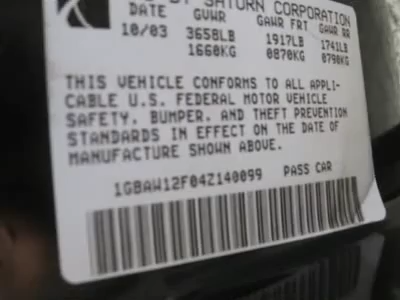 BY SATURN CORPORATION
DATE GVWR GAWR FRT GAWR RR
10/03 3658LB 1917LB 1741LB
1660KG 0870KG 0790KG
THIS VEHICLE CONFORMS TO ALL APPLI-
CABLE U.S. FEDERAL MOTOR VEHICLE
SAFETY, BUMPER, AND THEFT PREVENTION
STANDARDS IN EFFECT ON THE DATE OF
MANUFACTURE SHOWN ABOVE.
1GBAW12F04Z140099 PASS CAR